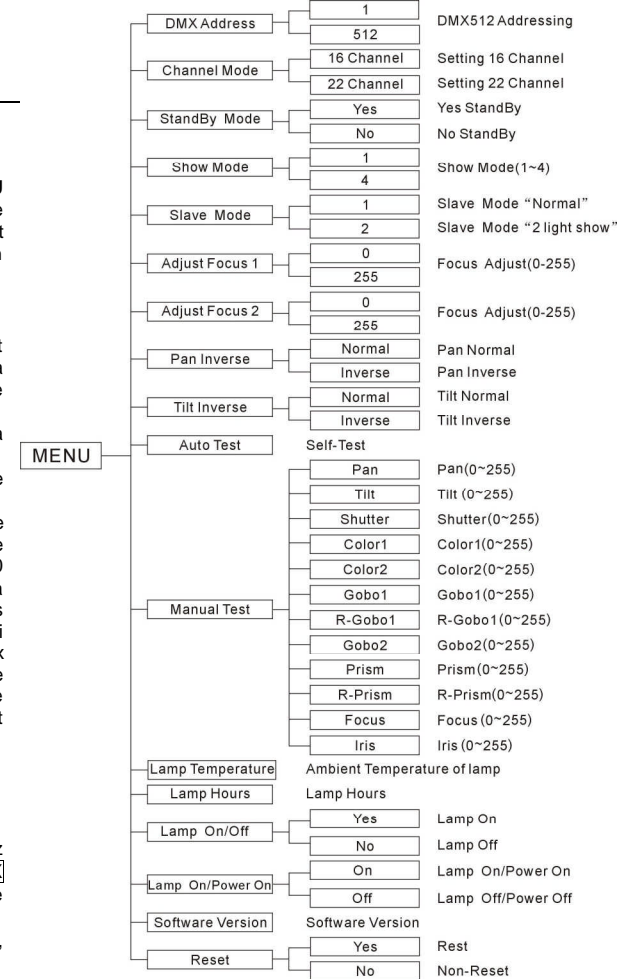 1
DMX Address
DMX512 Addressing
512
16 Channel Setting 16 Channel
Channel Mode
22 Channel Setting 22 Channel
Yes Yes StandBy
StandBy Mode
No No StandBy
1
Show Mode
Show Mode(1~4)
4
1 Slave Mode “Normal”
Slave Mode
2 Slave Mode “2 light show”
0
Adjust Focus 1
Focus Adjust(0-255)
255
0
Adjust Focus 2
Focus Adjust(0-255)
255
Normal Pan Normal
Pan Inverse
Inverse Pan Inverse
Normal Tilt Normal
Tilt Inverse
Inverse Tilt Inverse
Auto Test Self-Test
MENU
Pan Pan(0~255)
Tilt Tilt (0~255)
Shutter Shutter(0~255)
Color1 Color1(0~255)
Color2 Color2(0~255)
Gobo1 Gobo1(0~255)
Manual Test
R-Gobo1 R-Gobo1(0~255)
Gobo2 Gobo2(0~255)
Prism Prism(0~255)
R-Prism R-Prism(0~255)
Focus Focus (0~255)
Iris Iris (0~255)
Lamp Temperature Ambient Temperature of lamp
Lamp Hours Lamp Hours
Yes Lamp On
Lamp On/Off
No Lamp Off
On Lamp On/Power On
Lamp On/Power On
Off Lamp Off/Power Off
Software Version Software Version
Yes Rest
Reset
No Non-Reset